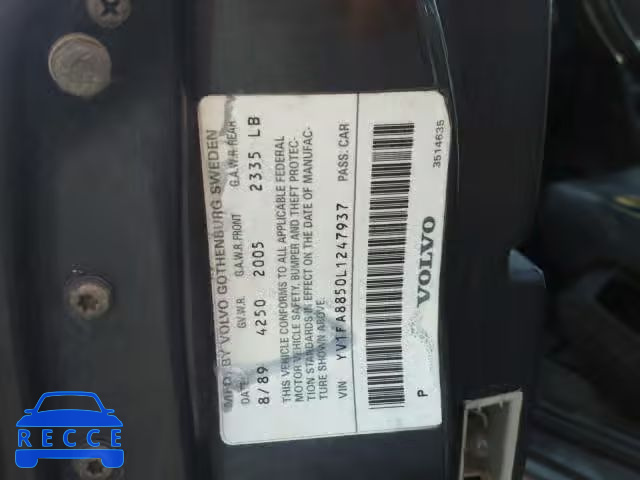 MFD. BY VOLVO GOTHENBURG SWEDEN
DATE G.V.W.R. G.A.W.R. FRONT G.A.W.R. REAR
8/89 4250 2005 2335 LB
THIS VEHICLE CONFORMS TO ALL APPLICABLE FEDERAL
MOTOR VEHICLE SAFETY, BUMPER AND THEFT PROTEC-
TION STANDARDS IN EFFECT ON THE DATE OF MANUFAC-
TURE SHOWN ABOVE.
VIN YV1FA8850L1247937 PASS. CAR
P VOLVO 3514635
RECCE